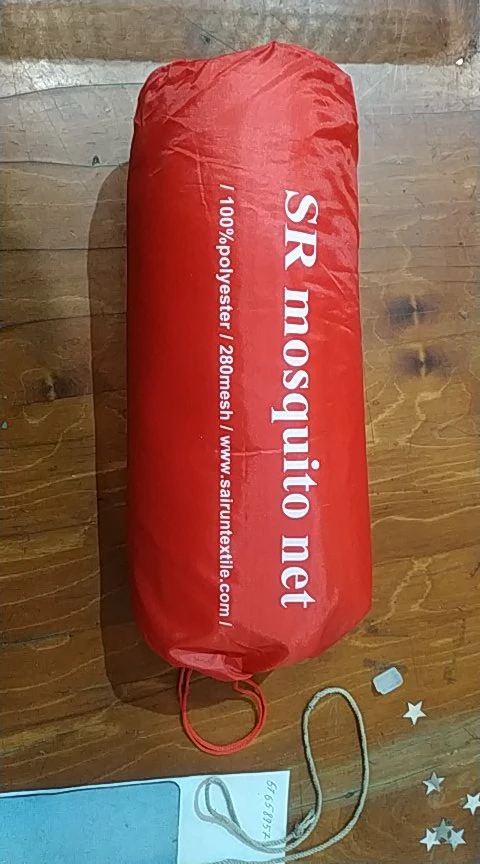 SR mosquito net
/ 100%polyester / 280mesh / www.sairuntextile.com /